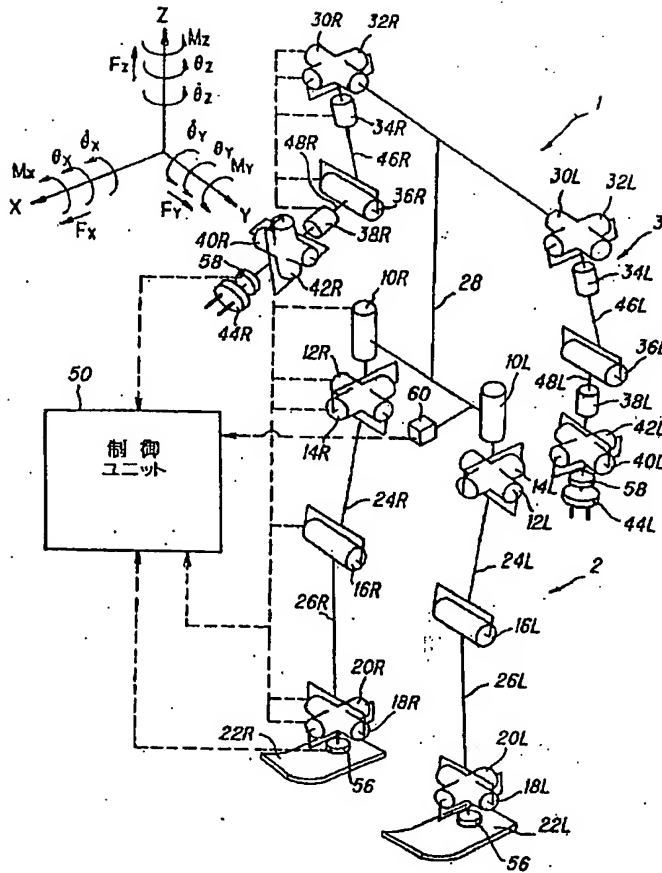 Z
Mz
Fz
θz
θ̇z
θ̇x
θx
Mx
X
Fx
θ̇Y
θY
MY
FY
Y
30R
32R
34R
46R
48R
36R
38R
40R
58
42R
44R
10R
12R
14R
60
28
1
30L
32L
3
34L
46L
36L
48L
38L
42L
40L
58
44L
10L
14L
12L
50
制御
ユニット
24R
16R
26R
24L
2
16L
26L
20R
18R
22R
56
20L
18L
22L
56